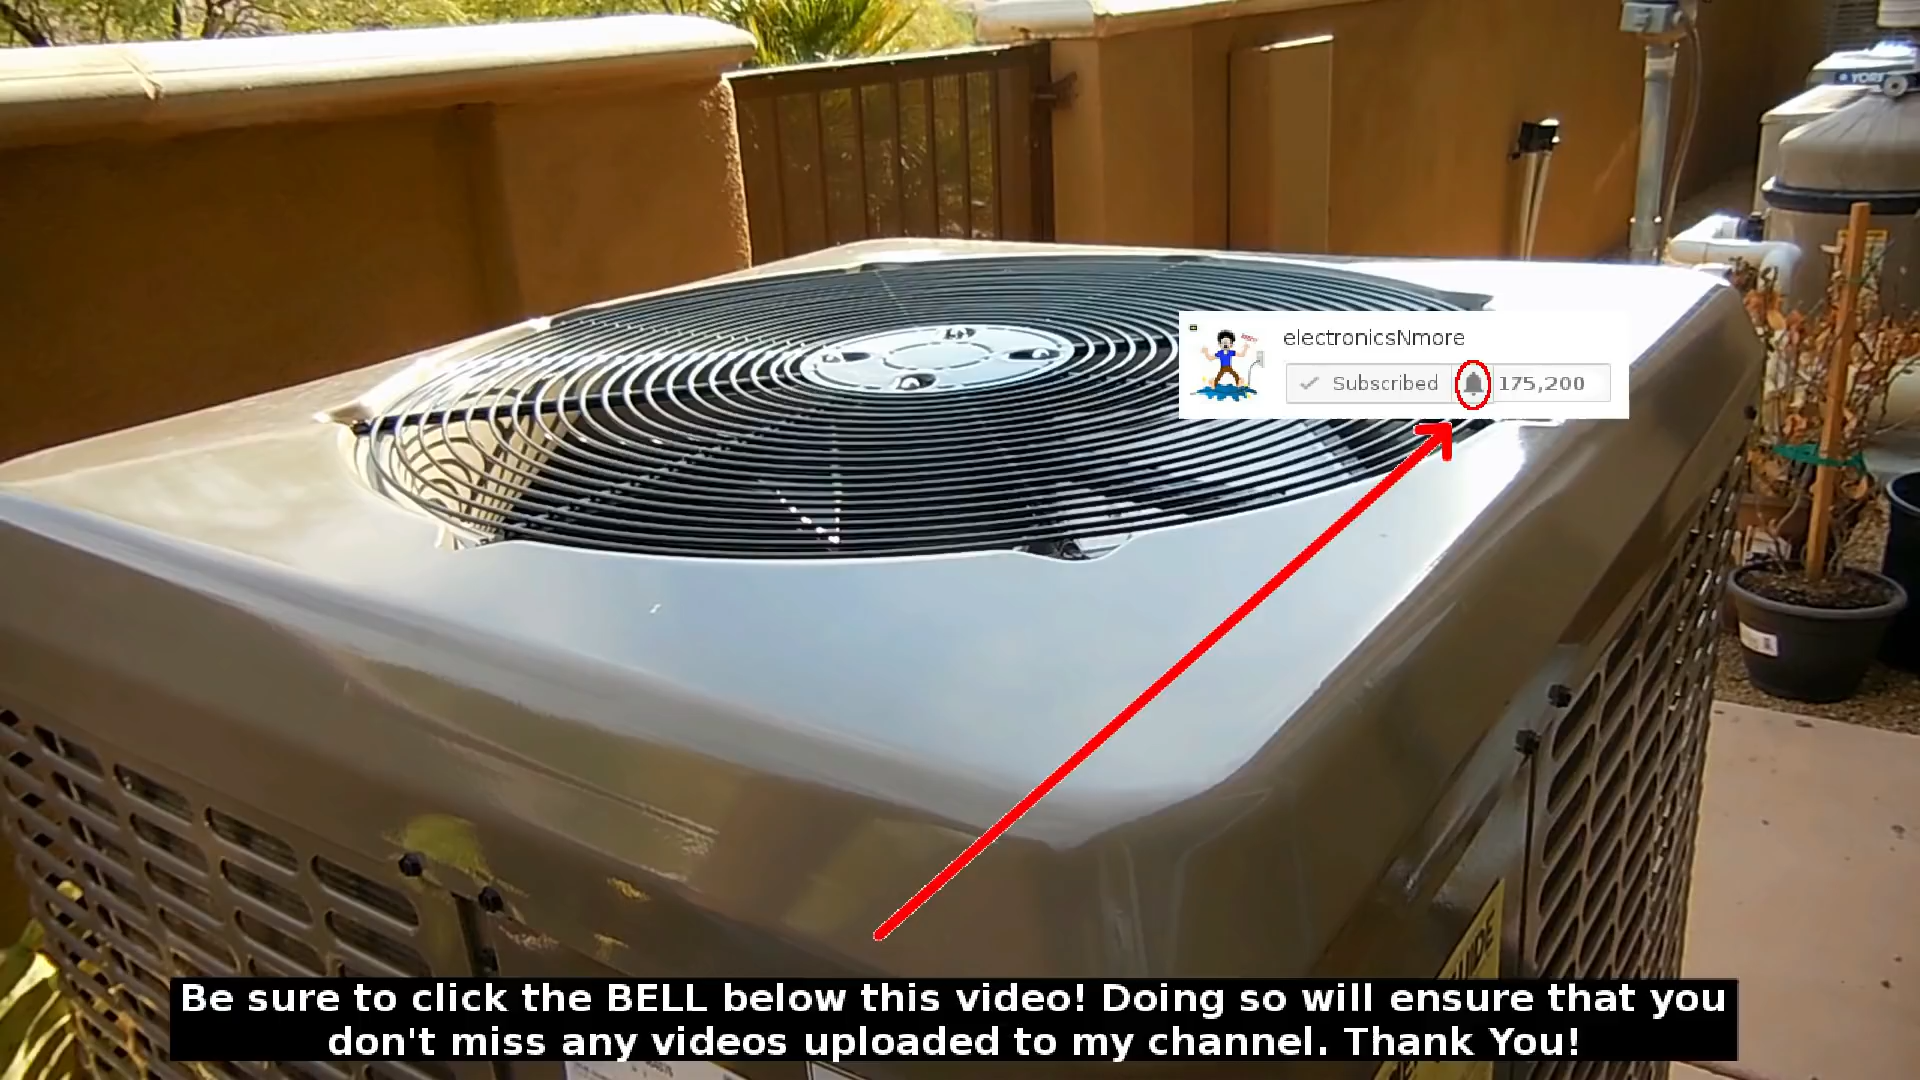 YORK
electronicsNmore
Subscribed 175,200
Be sure to click the BELL below this video! Doing so will ensure that you
don't miss any videos uploaded to my channel. Thank You!